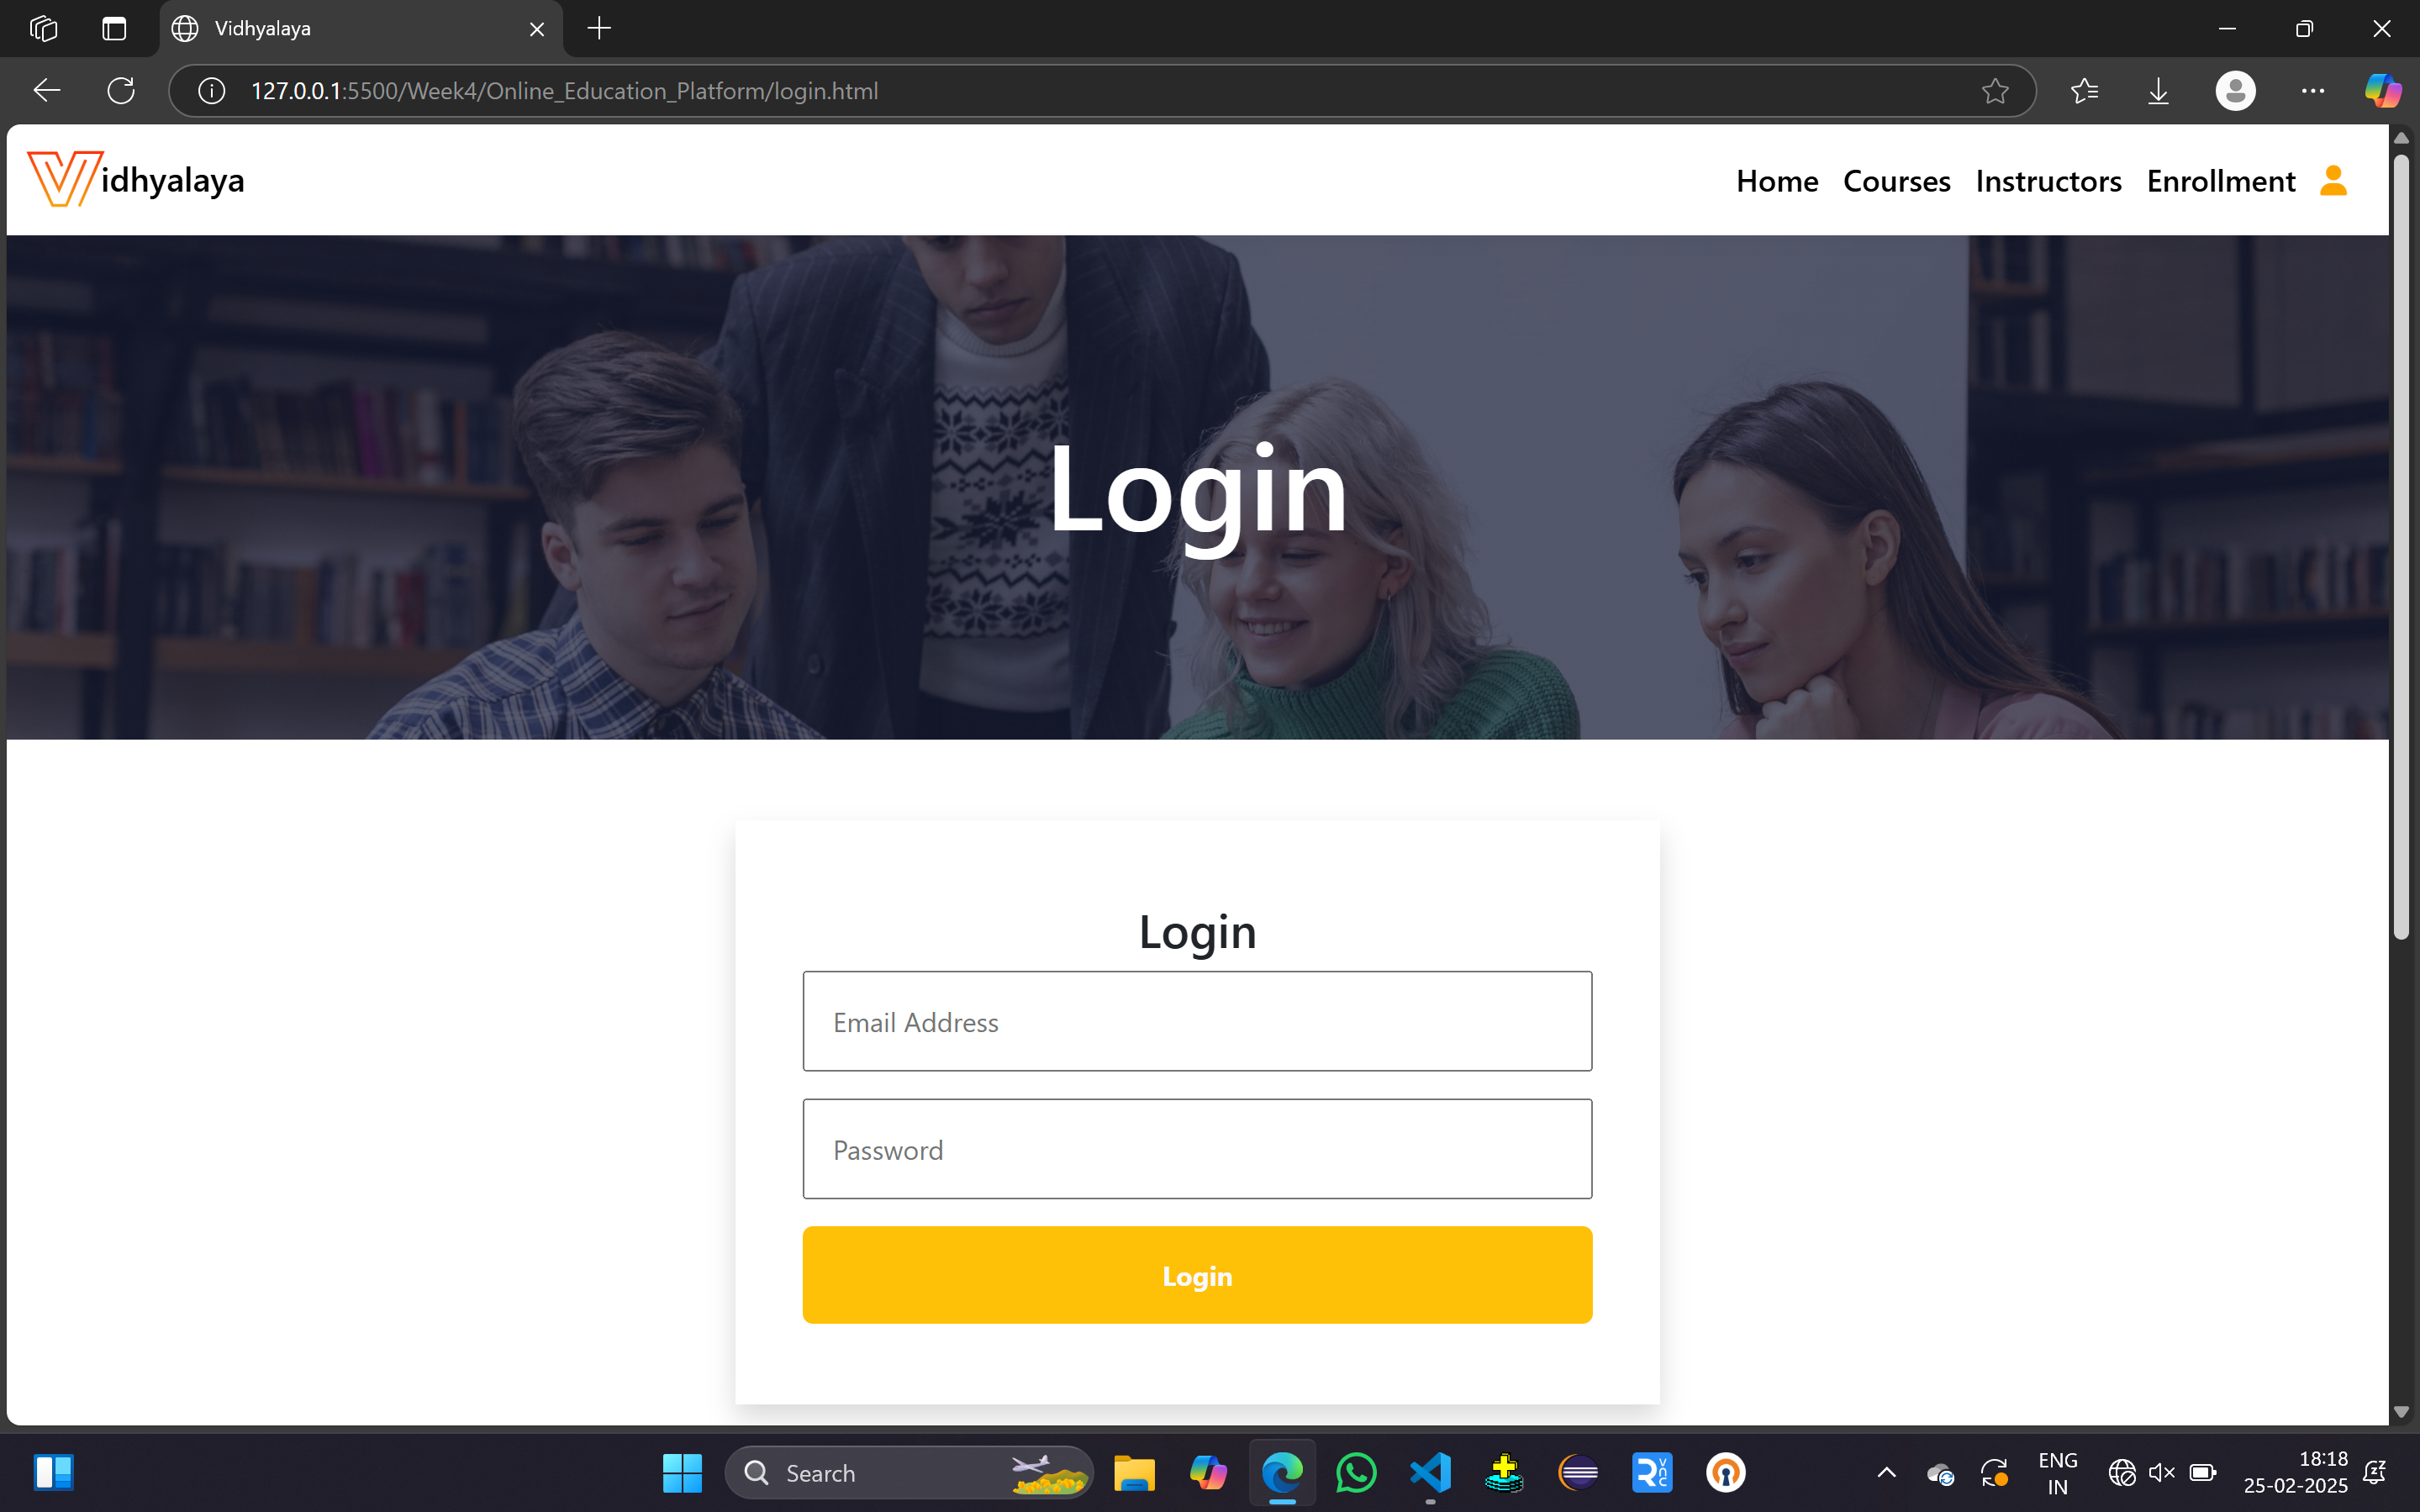 Vidhyalaya
127.0.0.1:5500/Week4/Online_Education_Platform/login.html
Vidhyalaya
Home Courses Instructors Enrollment
Login
Login
Email Address
Password
Login
Search
VNC
ENG
IN
18:18
25-02-2025